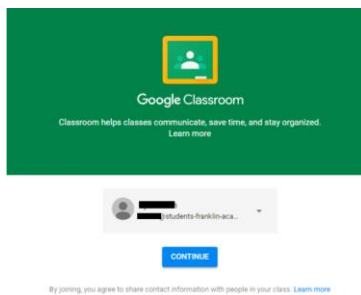 Google Classroom
Classroom helps classes communicate, save time, and stay organized.
Learn more
@students-franklin-aca...
CONTINUE
By joining, you agree to share contact information with people in your class. Learn more